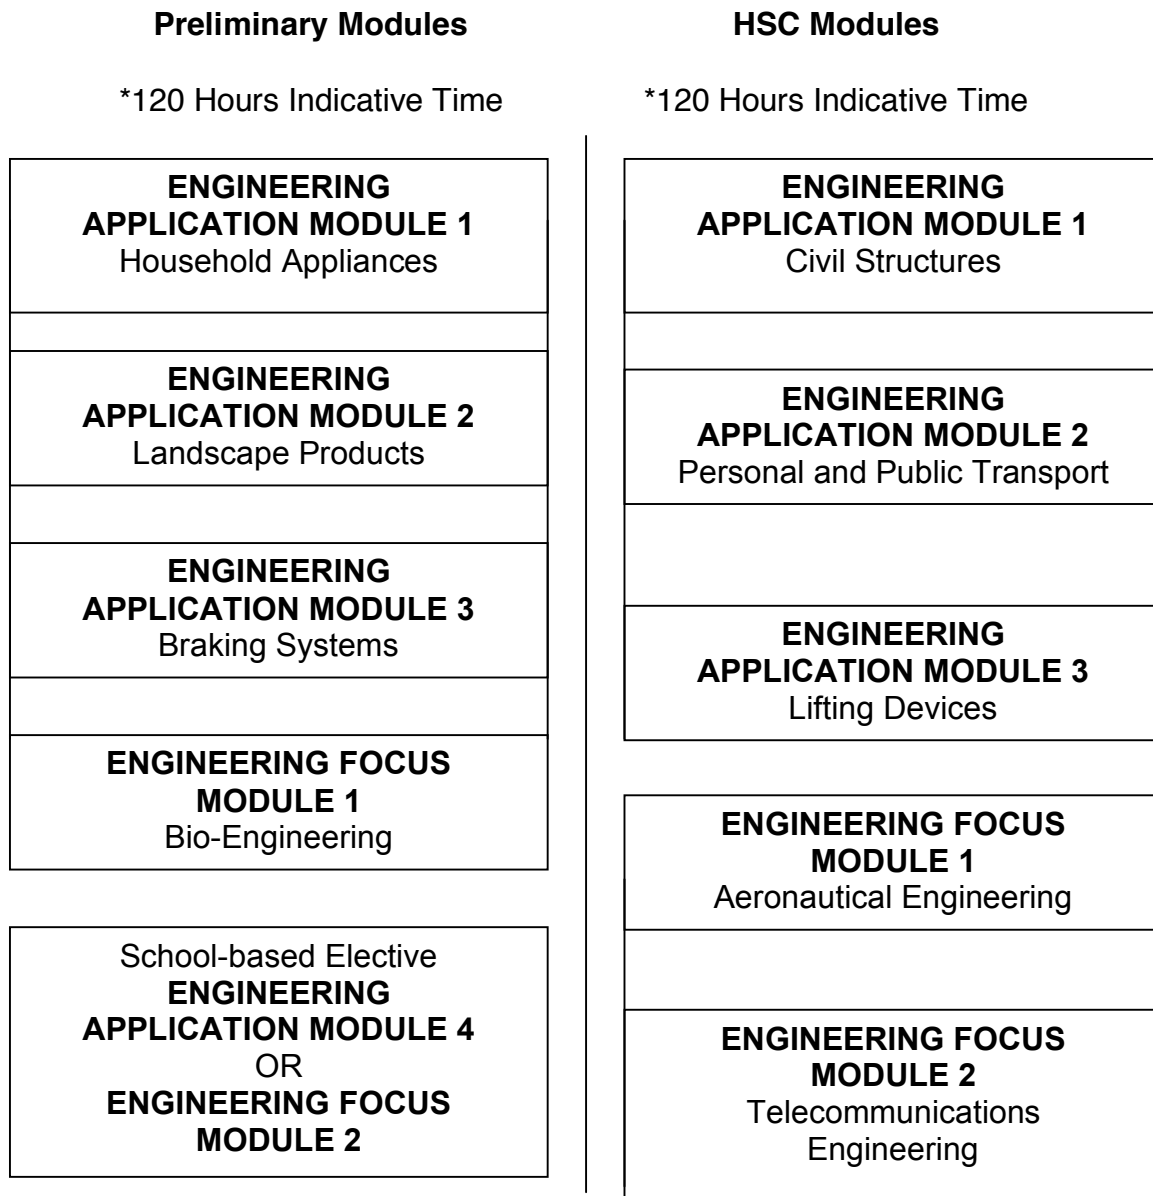 Preliminary Modules
*120 Hours Indicative Time
ENGINEERING
APPLICATION MODULE 1
Household Appliances
ENGINEERING
APPLICATION MODULE 2
Landscape Products
ENGINEERING
APPLICATION MODULE 3
Braking Systems
ENGINEERING FOCUS
MODULE 1
Bio-Engineering
School-based Elective
ENGINEERING
APPLICATION MODULE 4
OR
ENGINEERING FOCUS
MODULE 2
HSC Modules
*120 Hours Indicative Time
ENGINEERING
APPLICATION MODULE 1
Civil Structures
ENGINEERING
APPLICATION MODULE 2
Personal and Public Transport
ENGINEERING
APPLICATION MODULE 3
Lifting Devices
ENGINEERING FOCUS
MODULE 1
Aeronautical Engineering
ENGINEERING FOCUS
MODULE 2
Telecommunications
Engineering